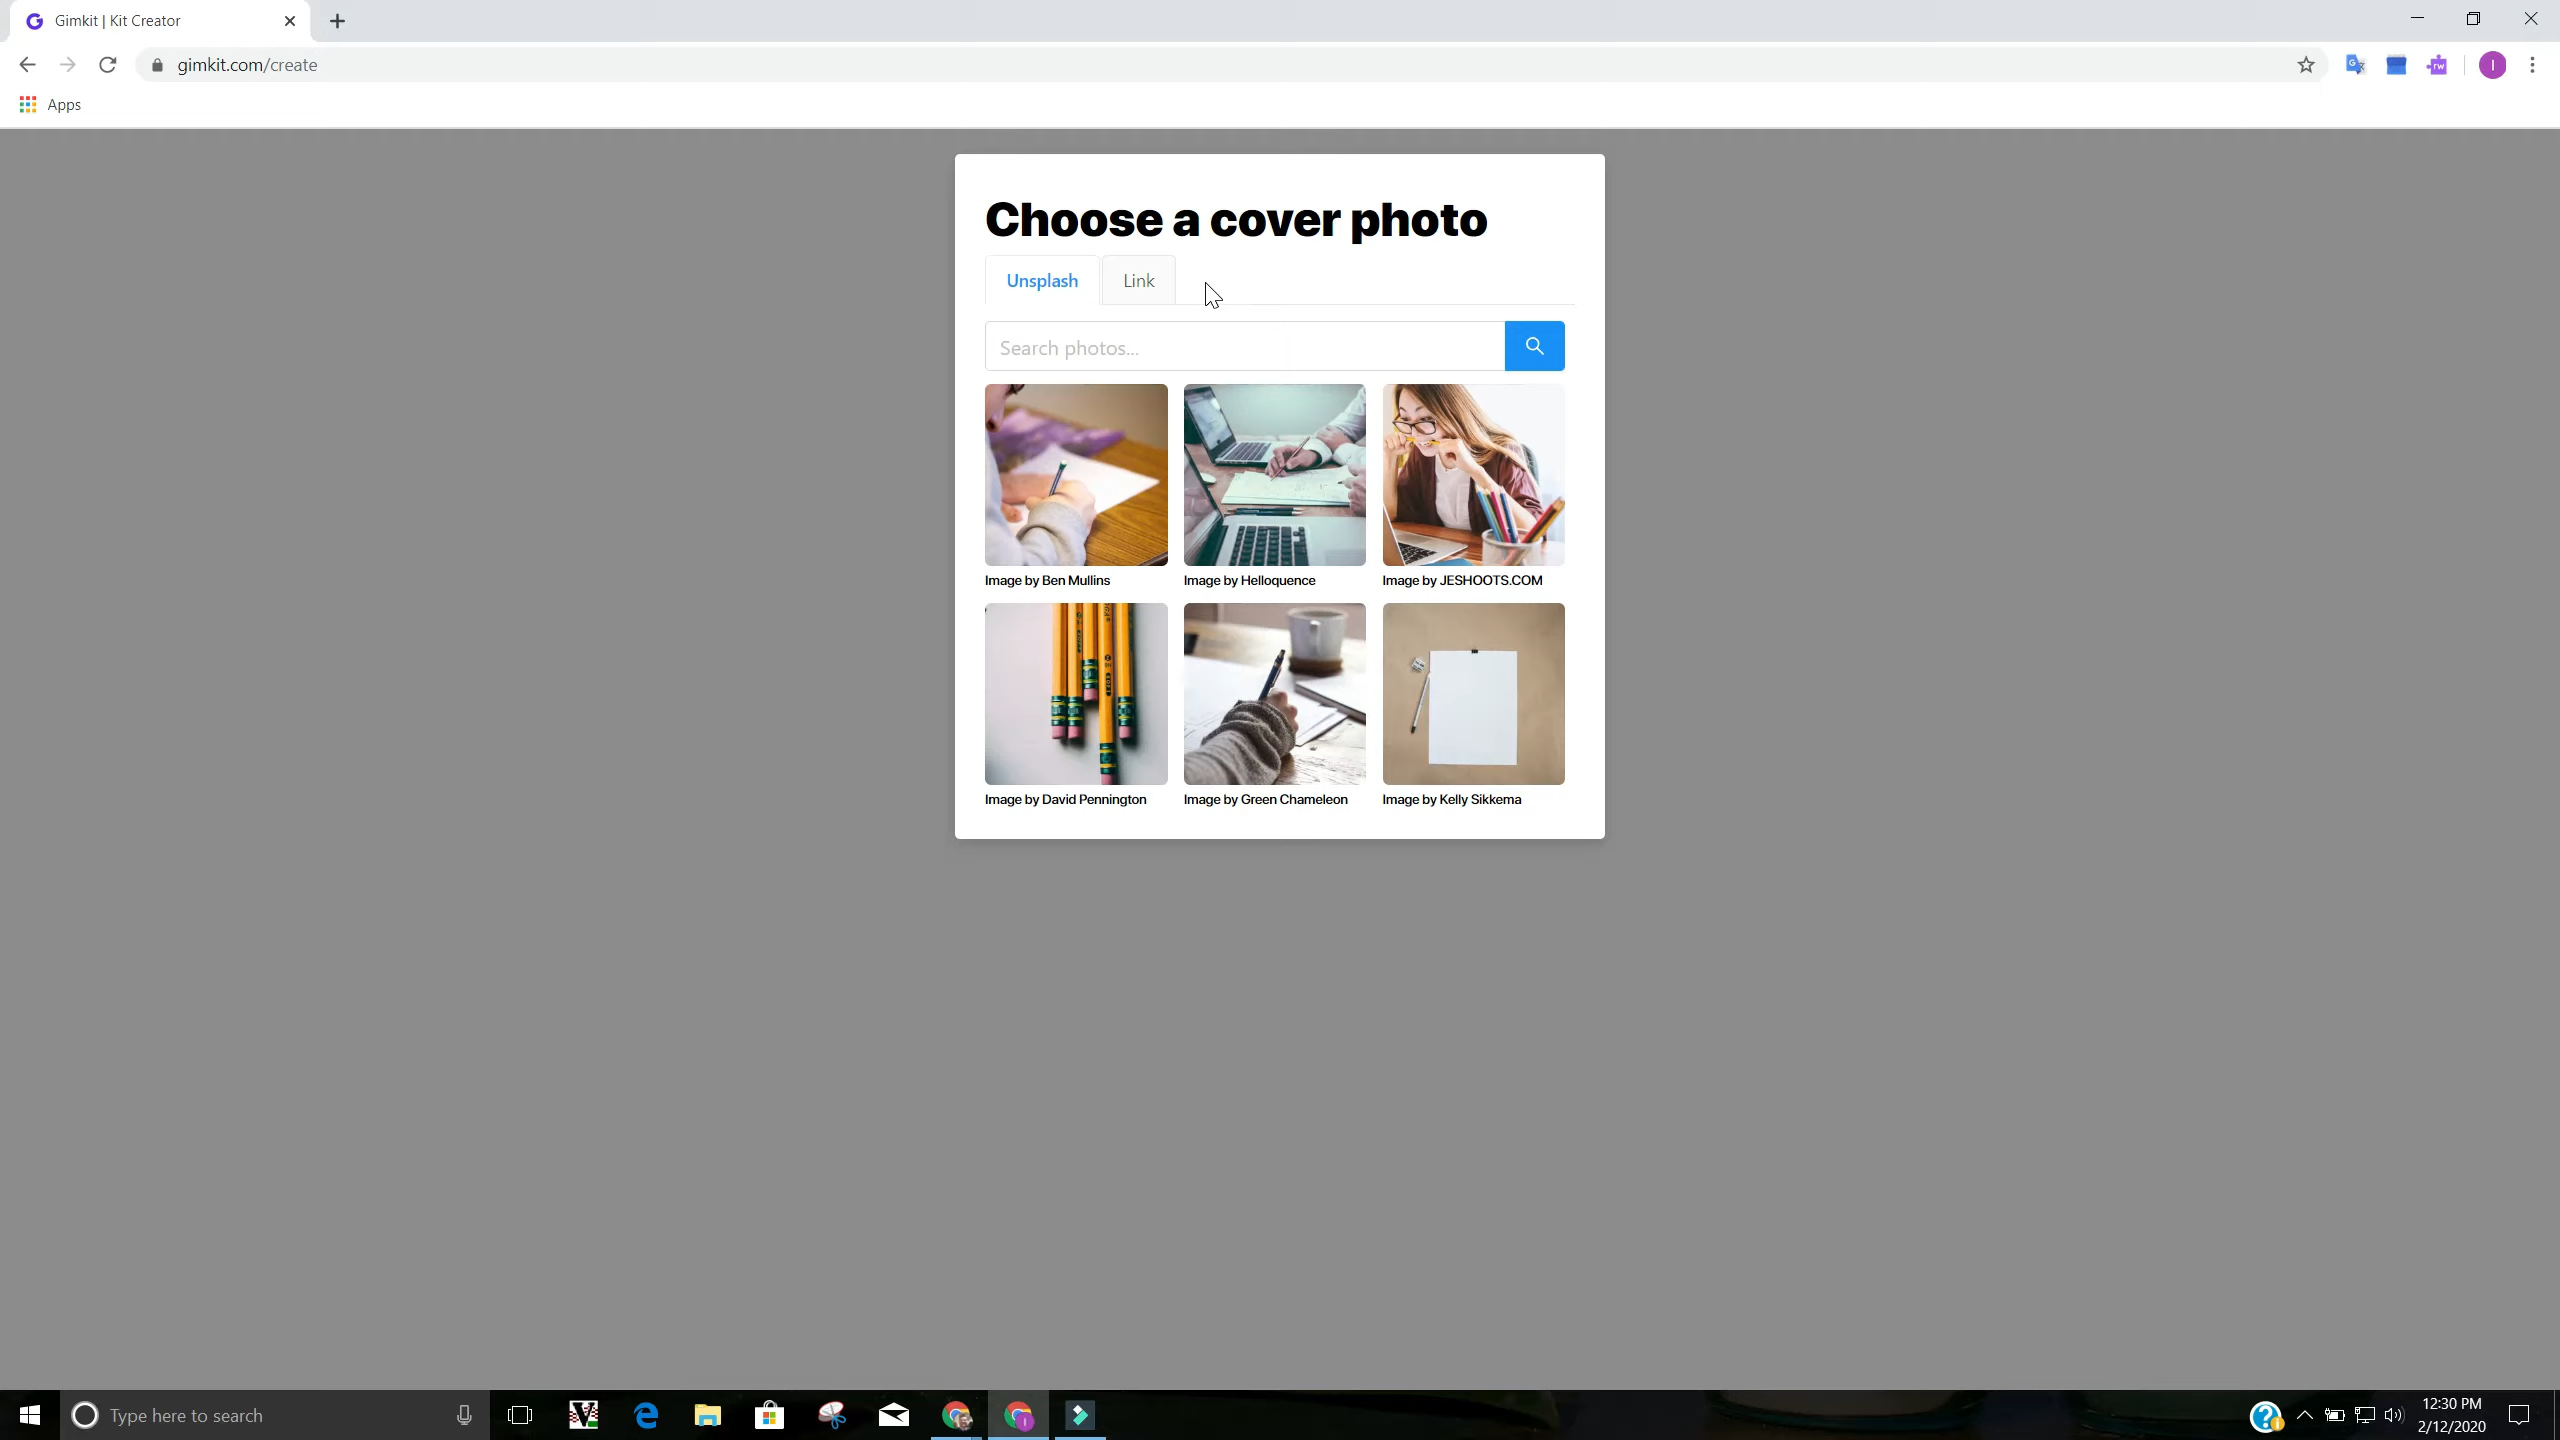 Gimkit | Kit Creator
gimkit.com/create
Apps
Choose a cover photo
Unsplash Link
Search photos...
Image by Ben Mullins Image by Helloquence Image by JESHOOTS.COM
Image by David Pennington Image by Green Chameleon Image by Kelly Sikkema
Type here to search
12:30 PM
2/12/2020